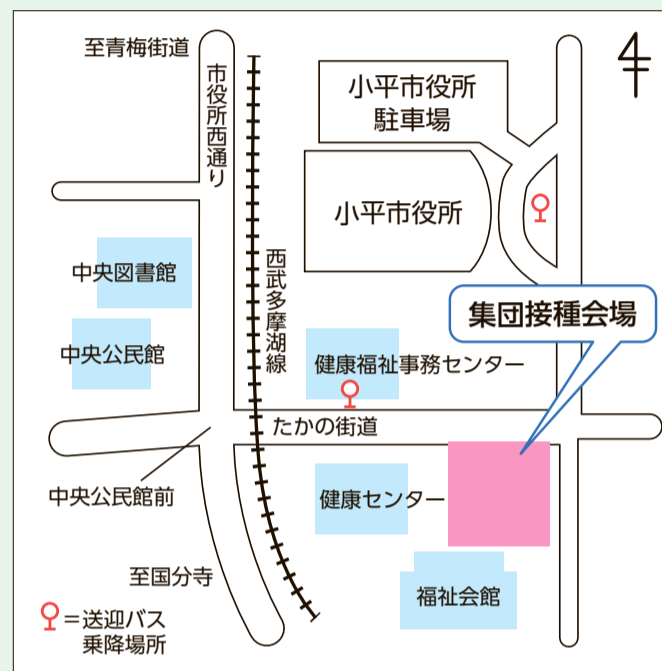 至青梅街道
市役所西通り
小平市役所
駐車場
小平市役所
中央図書館
西武多摩湖線
集団接種会場
中央公民館
健康福祉事務センター
たかの街道
中央公民館前
健康センター
至国分寺
福祉会館
=送迎バス
乗降場所